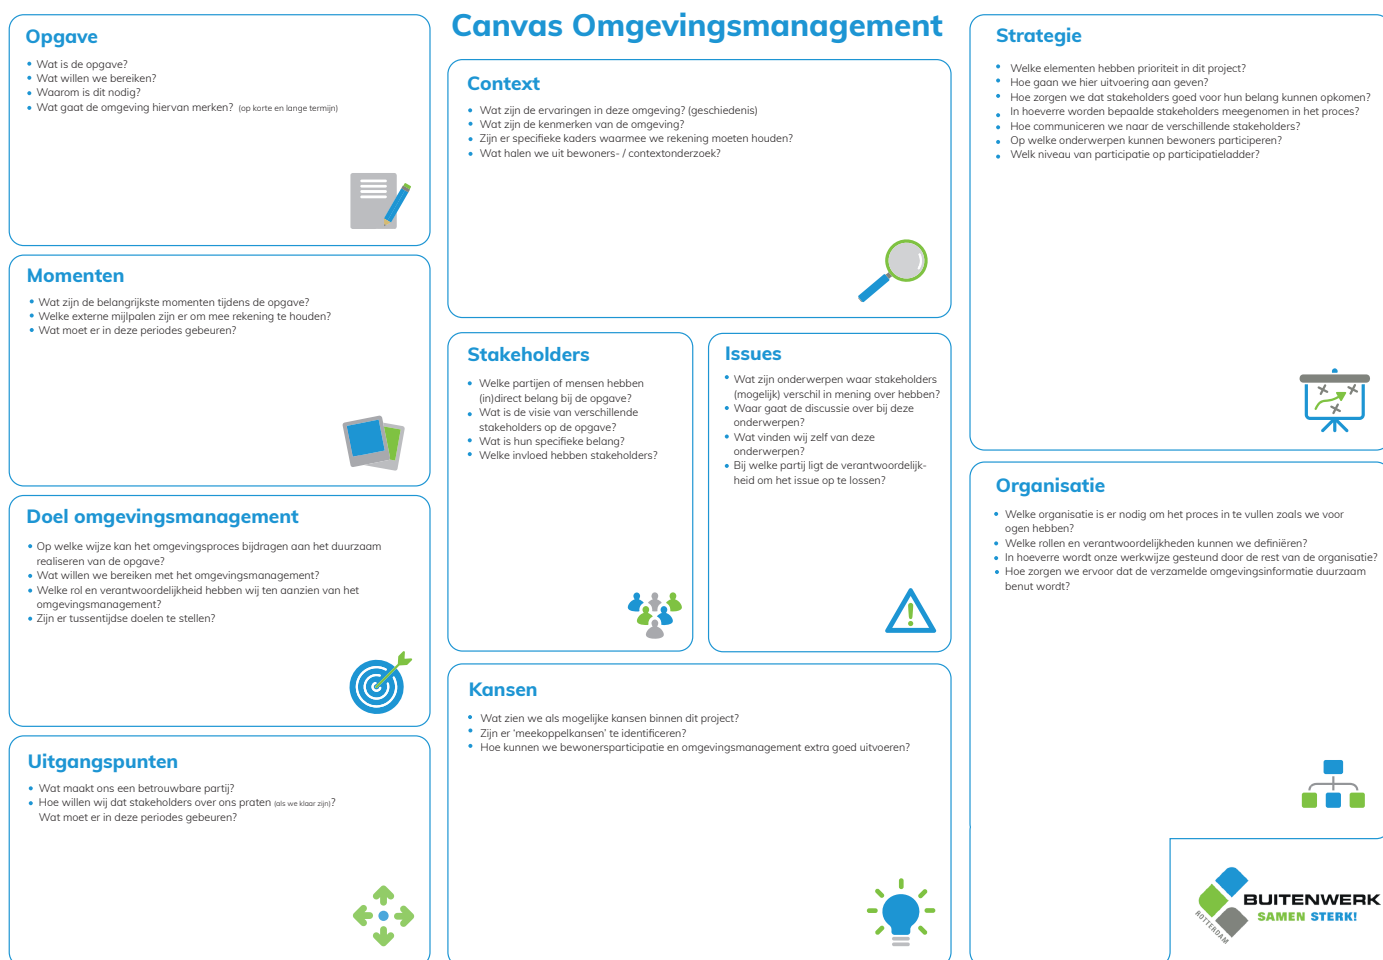 Canvas Omgevingsmanagement
Opgave
• Wat is de opgave?
• Wat willen we bereiken?
• Waarom is dit nodig?
• Wat gaat de omgeving hiervan merken? (op korte en lange termijn)
Momenten
• Wat zijn de belangrijkste momenten tijdens de opgave?
• Welke externe mijlpalen zijn er om mee rekening te houden?
• Wat moet er in deze periodes gebeuren?
Doel omgevingsmanagement
• Op welke wijze kan het omgevingsproces bijdragen aan het duurzaam
realiseren van de opgave?
• Wat willen we bereiken met het omgevingsmanagement?
• Welke rol en verantwoordelijkheid hebben wij ten aanzien van het
omgevingsmanagement?
• Zijn er tussentijdse doelen te stellen?
Uitgangspunten
• Wat maakt ons een betrouwbare partij?
• Hoe willen wij dat stakeholders over ons praten (als we klaar zijn)?
Wat moet er in deze periodes gebeuren?
Context
• Wat zijn de ervaringen in deze omgeving? (geschiedenis)
• Wat zijn de kenmerken van de omgeving?
• Zijn er specifieke kaders waarmee we rekening moeten houden?
• Wat halen we uit bewoners- / contextonderzoek?
Stakeholders
• Welke partijen of mensen hebben
(in)direct belang bij de opgave?
• Wat is de visie van verschillende
stakeholders op de opgave?
• Wat is hun specifieke belang?
• Welke invloed hebben stakeholders?
Issues
• Wat zijn onderwerpen waar stakeholders
(mogelijk) verschil in mening over hebben?
• Waar gaat de discussie over bij deze
onderwerpen?
• Wat vinden wij zelf van deze
onderwerpen?
• Bij welke partij ligt de verantwoordelijk-
heid om het issue op te lossen?
Kansen
• Wat zien we als mogelijke kansen binnen dit project?
• Zijn er ‘meekoppelkansen’ te identificeren?
• Hoe kunnen we bewonersparticipatie en omgevingsmanagement extra goed uitvoeren?
Strategie
• Welke elementen hebben prioriteit in dit project?
• Hoe gaan we hier uitvoering aan geven?
• Hoe zorgen we dat stakeholders goed voor hun belang kunnen opkomen?
• In hoeverre worden bepaalde stakeholders meegenomen in het proces?
• Hoe communiceren we naar de verschillende stakeholders?
• Op welke onderwerpen kunnen bewoners participeren?
• Welk niveau van participatie op participatieladder?
Organisatie
• Welke organisatie is er nodig om het proces in te vullen zoals we voor
ogen hebben?
• Welke rollen en verantwoordelijkheden kunnen we definiëren?
• In hoeverre wordt onze werkwijze gesteund door de rest van de organisatie?
• Hoe zorgen we ervoor dat de verzamelde omgevingsinformatie duurzaam
benut wordt?
BUITENWERK
SAMEN STERK!
ROTTERDAM